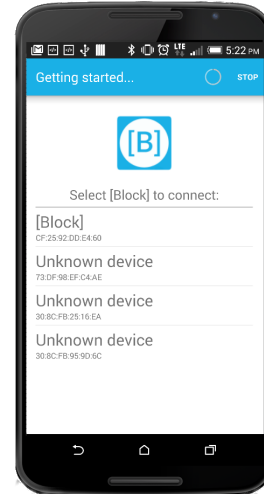 LTE 5:22 PM
Getting started... STOP
[B]
Select [Block] to connect:
[Block]
CF:25:92:DD:E4:60
Unknown device
73:DF:98:EF:C4:AE
Unknown device
30:8C:FB:25:16:EA
Unknown device
30:8C:FB:95:9D:6C